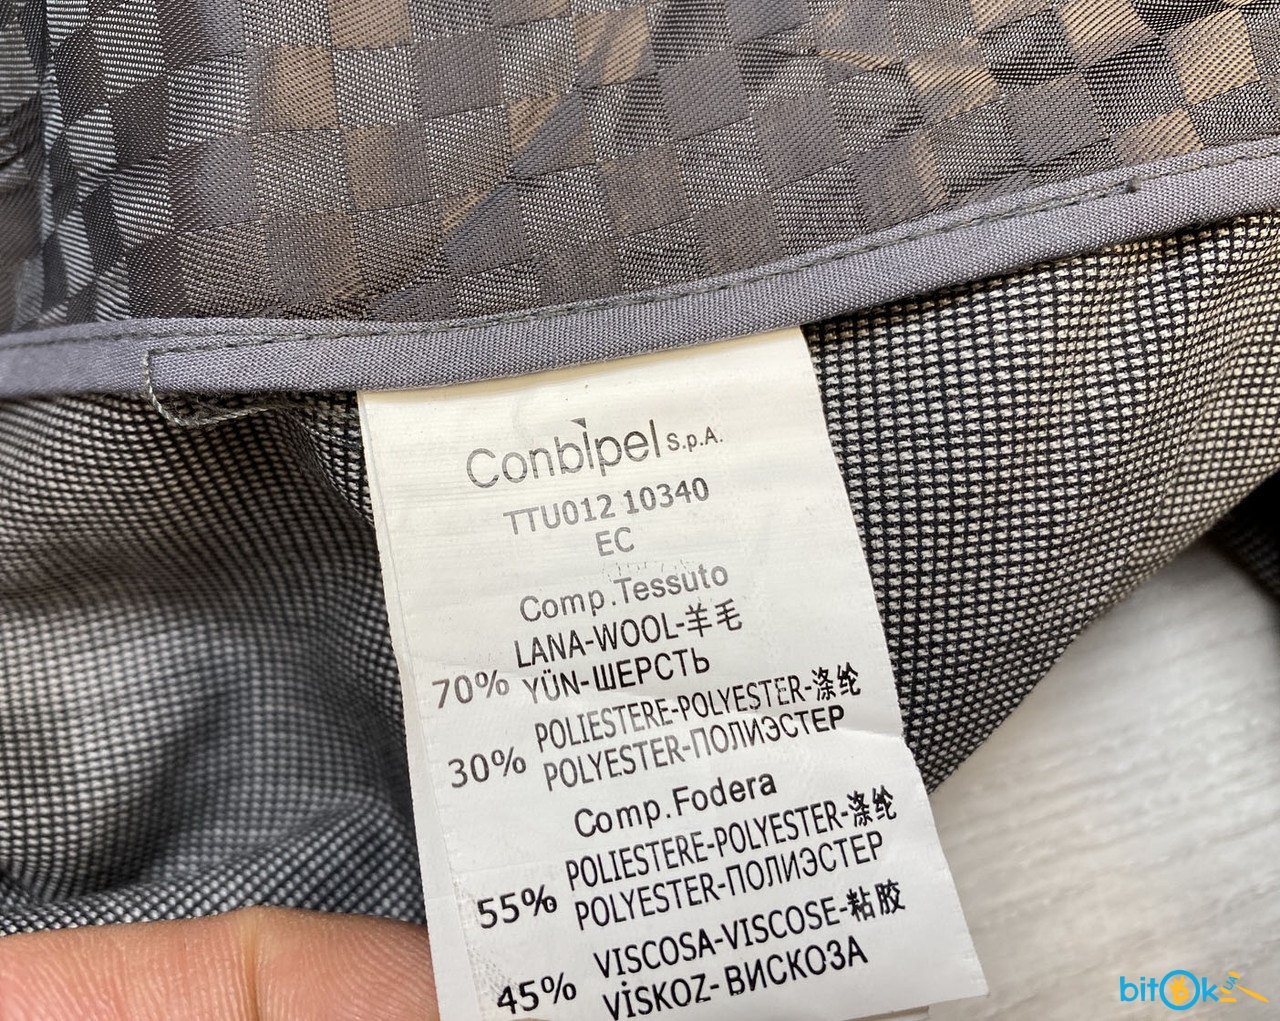 Conbipel S.p.A.
TTU012 10340
EC
Comp.Tessuto
LANA-WOOL-羊毛
70% YÜN-ШЕРСТЬ
POLIESTERE-POLYESTER-涤纶
30% POLYESTER-ПОЛИЭСТЕР
Comp.Fodera
POLIESTERE-POLYESTER-涤纶
55% POLYESTER-ПОЛИЭСТЕР
VISCOSA-VISCOSE-粘胶
45% VİSKOZ-ВИСКОЗА
bitOk